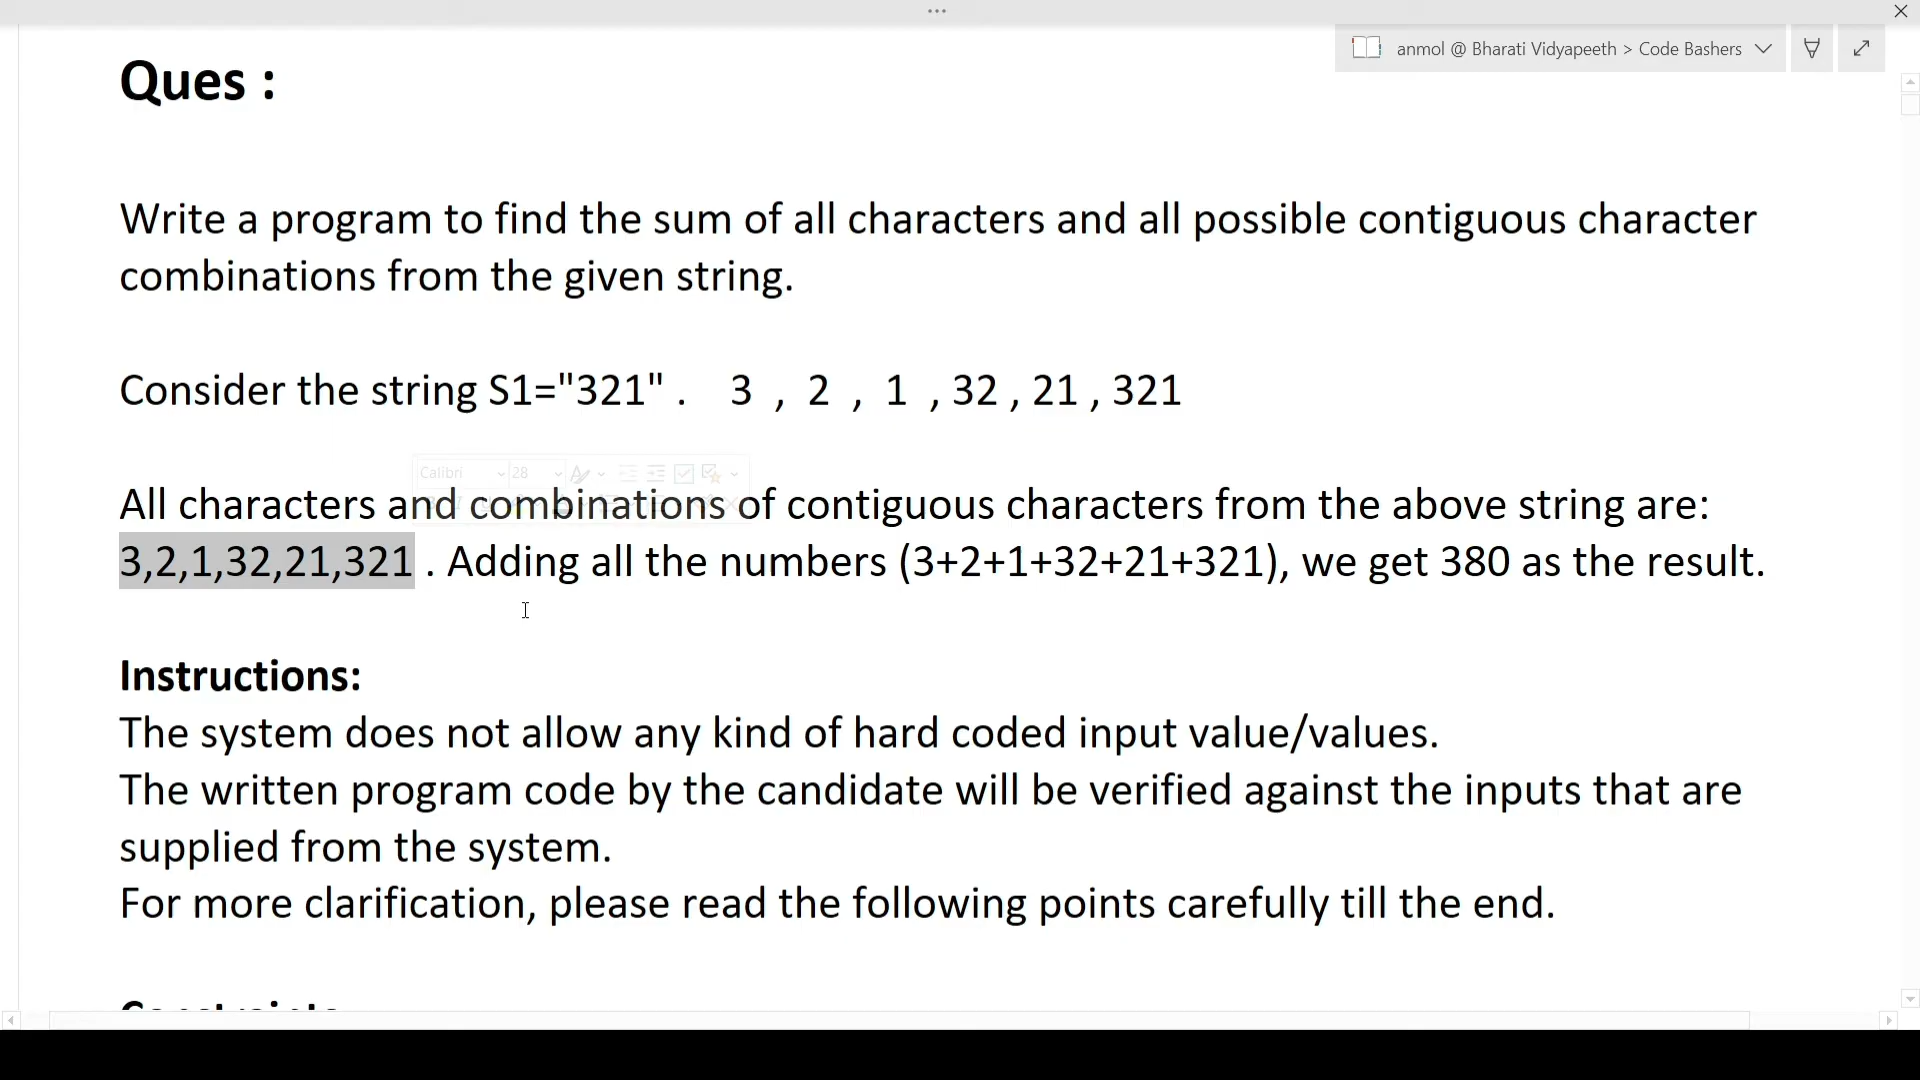 anmol @ Bharati Vidyapeeth > Code Bashers
Ques :
Write a program to find the sum of all characters and all possible contiguous character
combinations from the given string.
Consider the string S1="321" . 3 , 2 , 1 , 32 , 21 , 321
Calibri 28
All characters and combinations of contiguous characters from the above string are:
3,2,1,32,21,321 . Adding all the numbers (3+2+1+32+21+321), we get 380 as the result.
Instructions:
The system does not allow any kind of hard coded input value/values.
The written program code by the candidate will be verified against the inputs that are
supplied from the system.
For more clarification, please read the following points carefully till the end.